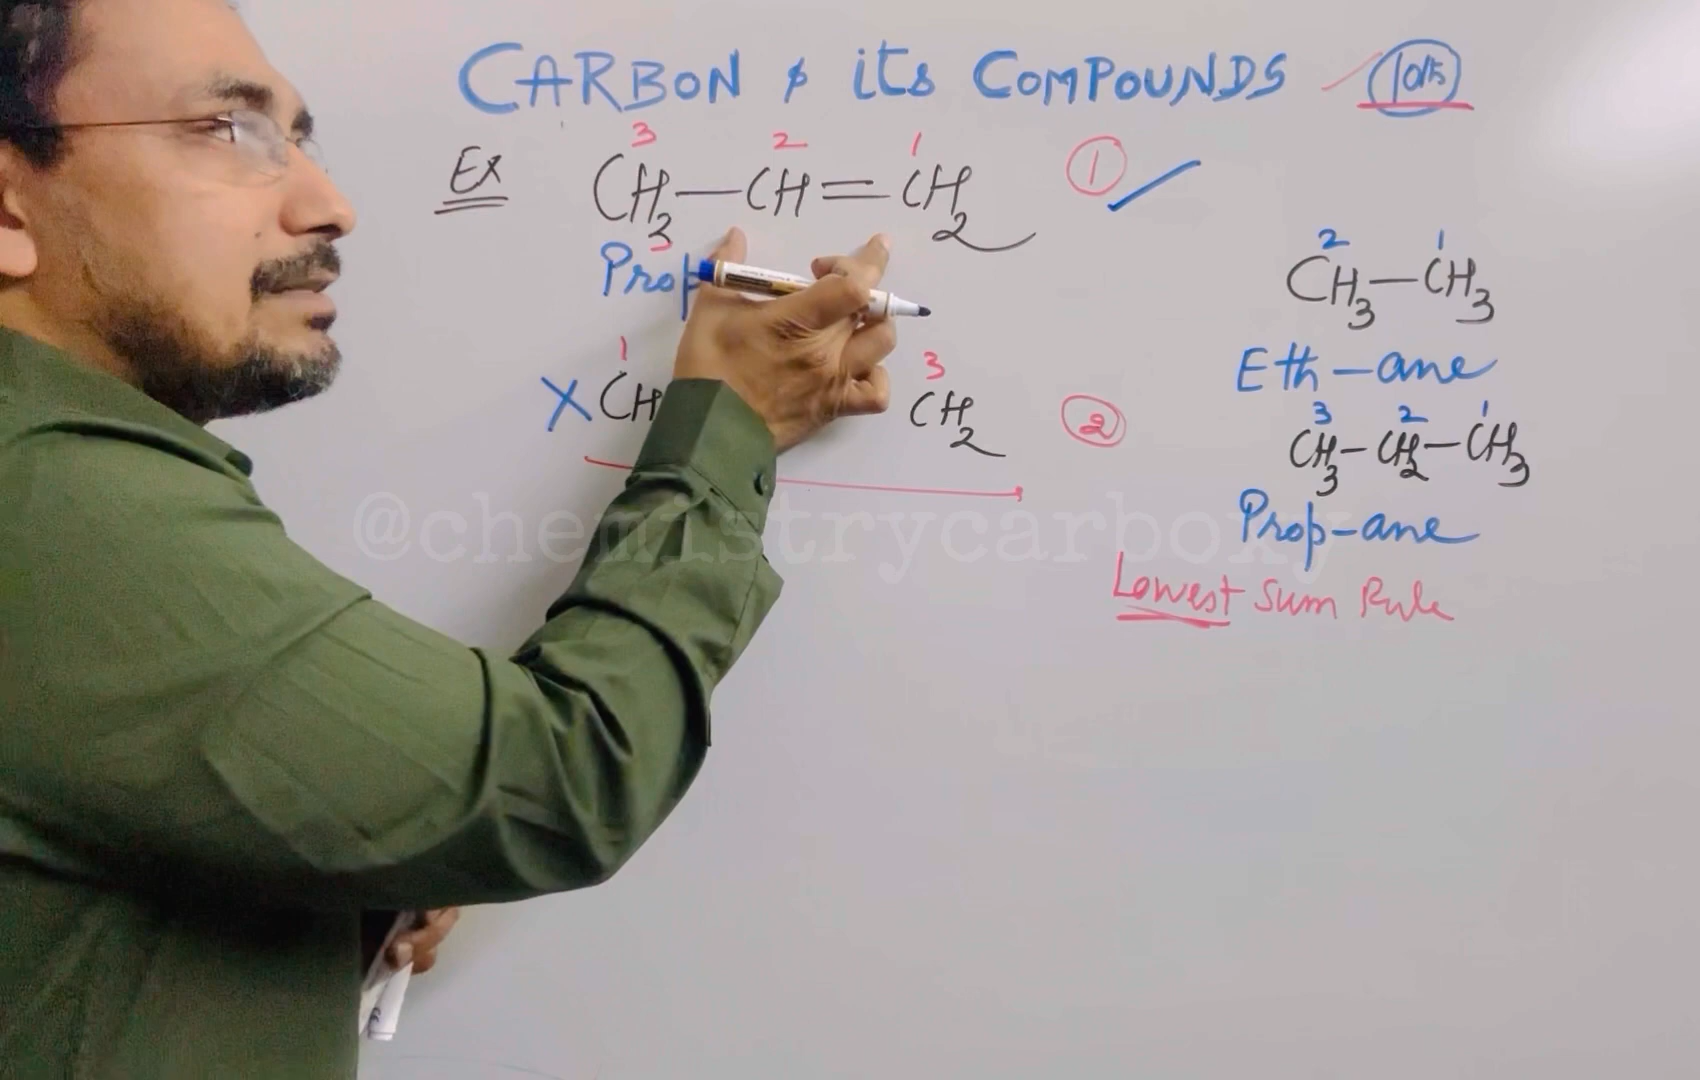 CARBON & its COMPOUNDS
Ex
3 2 1
CH3—CH=CH2 1
3
Prop
1 3
X CH CH2 2
2 1
CH3—CH3
Eth-ane
3 2 1
CH3-CH2-CH3
Prop-ane
Lowest Sum Rule
@chemistrycarboxy